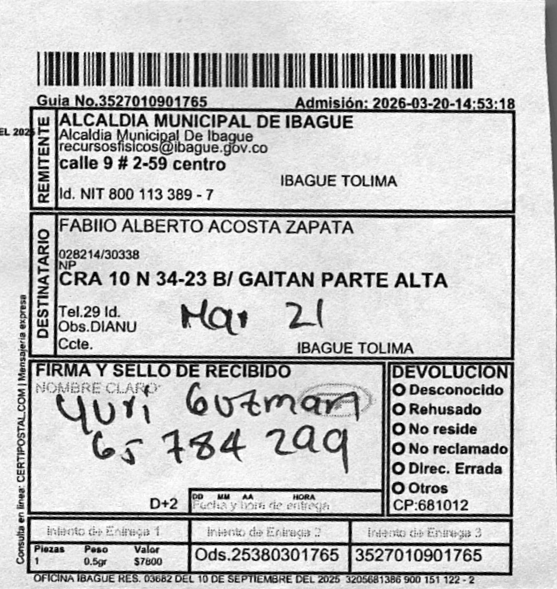 Guia No.3527010901765 Admisión: 2026-03-20-14:53:18
REMITENTE
ALCALDIA MUNICIPAL DE IBAGUE
Alcaldia Municipal De Ibague
recursosfisicos@ibague.gov.co
calle 9 # 2-59 centro
IBAGUE TOLIMA
Id. NIT 800 113 389 - 7
DESTINATARIO
FABIIO ALBERTO ACOSTA ZAPATA
028214/30338
NP
CRA 10 N 34-23 B/ GAITAN PARTE ALTA
Tel.29 Id.
Obs.DIANU
Mar 21
Ccte. IBAGUE TOLIMA
FIRMA Y SELLO DE RECIBIDO
NOMBRE CLARO
Yuri Guzman
65 784 299
D+2
DD MM AA HORA
Fecha y hora de entrega
DEVOLUCION
Desconocido
Rehusado
No reside
No reclamado
Direc. Errada
Otros
CP:681012
Intento de Entrega 1 Intento de Entrega 2 Intento de Entrega 3
Piezas Peso Valor
1 0.5gr $7800
Ods.25380301765 3527010901765
OFICINA IBAGUE RES. 03682 DEL 10 DE SEPTIEMBRE DEL 2025 3205681386 900 151 122 - 2
Consulta en linea: CERTIPOSTAL.COM | Mensajeria expresa
EL 2025